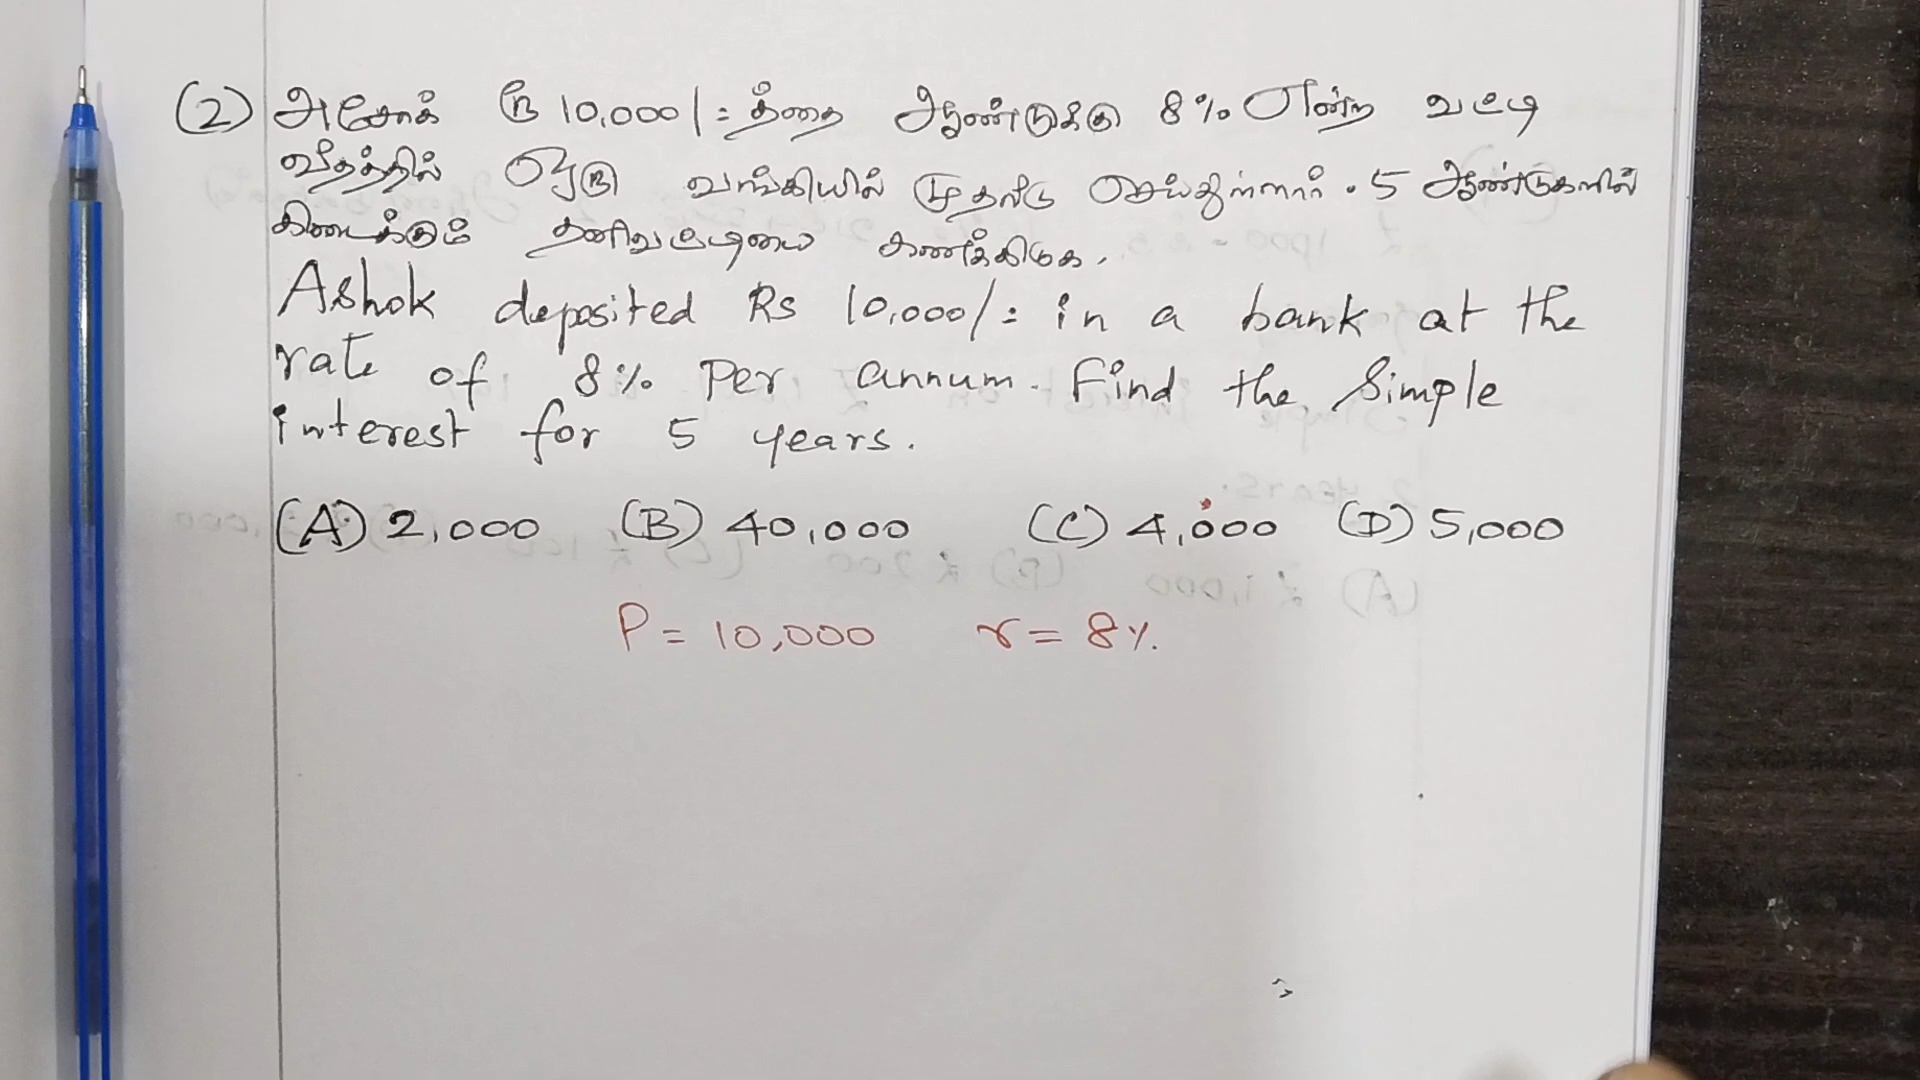 (2) அசோக் ரூ 10,000/= த்தை ஆண்டுக்கு 8% என்ற வட்டி
வீதத்தில் ஒரு வங்கியில் முதலீடு செய்துள்ளார். 5 ஆண்டுகளில்
கிடைக்கும் தனிவட்டியை கணக்கிடுக.
Ashok deposited Rs 10,000/= in a bank at the
rate of 8% Per annum. Find the Simple
interest for 5 years.
(A) 2,000 (B) 40,000 (C) 4,000 (D) 5,000
P = 10,000 r = 8%